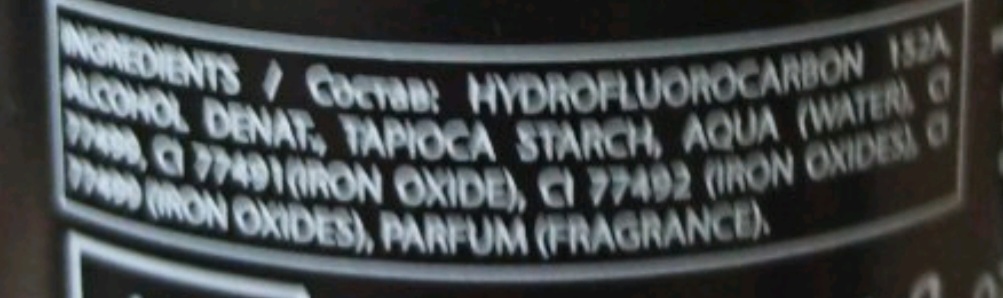 INGREDIENTS / Состав: HYDROFLUOROCARBON 152A,
ALCOHOL DENAT., TAPIOCA STARCH, AQUA (WATER), CI
77499, CI 77491 (IRON OXIDE), CI 77492 (IRON OXIDES), CI
77499 (IRON OXIDES), PARFUM (FRAGRANCE).